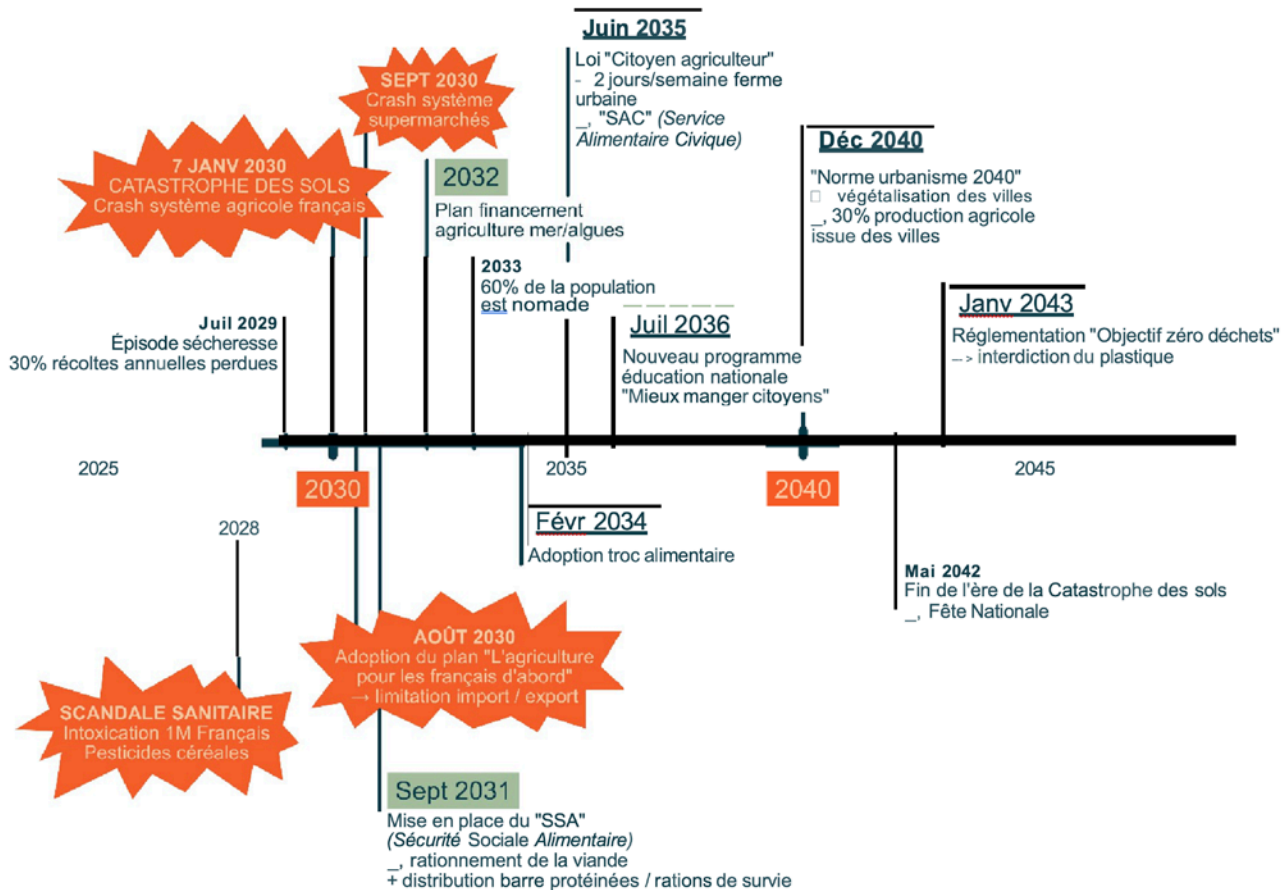 Juin 2035
Loi "Citoyen agriculteur"
- 2 jours/semaine ferme
urbaine
_, "SAC" (Service
Alimentaire Civique)
SEPT 2030
Crash système
supermarchés
7 JANV 2030
CATASTROPHE DES SOLS
Crash système agricole français
2032
Plan financement
agriculture mer/algues
Déc 2040
"Norme urbanisme 2040"
□ végétalisation des villes
_, 30% production agricole
issue des villes
2033
60% de la population
est nomade
Juil 2029
Épisode sécheresse
30% récoltes annuelles perdues
Juil 2036
Nouveau programme
éducation nationale
"Mieux manger citoyens"
Janv 2043
Réglementation "Objectif zéro déchets"
--> interdiction du plastique
2025
2030
2035
2040
2045
2028
Févr 2034
Adoption troc alimentaire
Mai 2042
Fin de l'ère de la Catastrophe des sols
_, Fête Nationale
AOÛT 2030
Adoption du plan "L'agriculture
pour les français d'abord"
→ limitation import / export
SCANDALE SANITAIRE
Intoxication 1M Français
Pesticides céréales
Sept 2031
Mise en place du "SSA"
(Sécurité Sociale Alimentaire)
_, rationnement de la viande
+ distribution barre protéinées / rations de survie